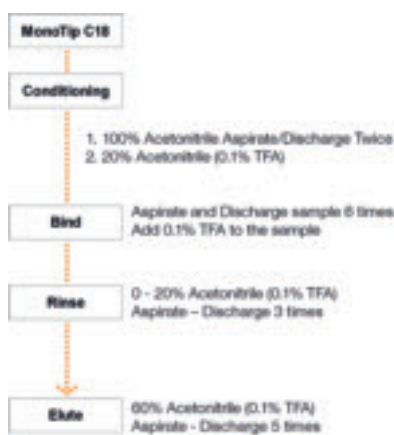 MonoTip C18
Conditioning
1. 100% Acetonitrile Aspirate/Discharge Twice
2. 20% Acetonitrile (0.1% TFA)
Bind
Aspirate and Discharge sample 6 times
Add 0.1% TFA to the sample
Rinse
0 - 20% Acetonitrile (0.1% TFA)
Aspirate – Discharge 3 times
Elute
60% Acetonitrile (0.1% TFA)
Aspirate - Discharge 5 times